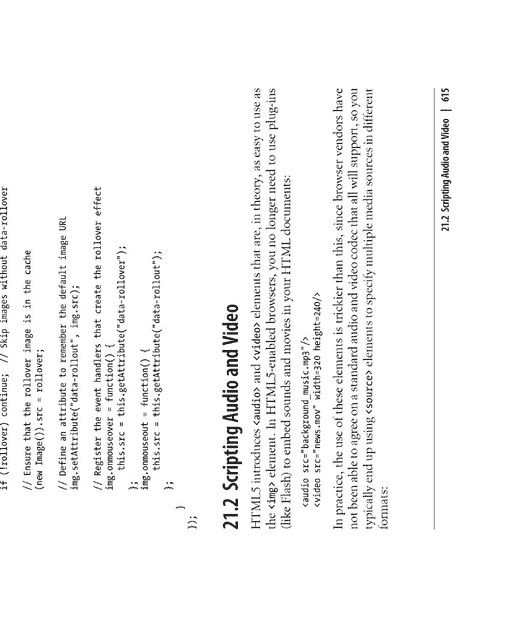 if (!rollover) continue;  // Skip images without data-rollover
// Ensure that the rollover image is in the cache
(new Image()).src = rollover;
// Define an attribute to remember the default image URL
img.setAttribute("data-rollout", img.src);
// Register the event handlers that create the rollover effect
img.onmouseover = function() {
this.src = this.getAttribute("data-rollover");
};
img.onmouseout = function() {
this.src = this.getAttribute("data-rollout");
};
}
});
21.2 Scripting Audio and Video
HTML5 introduces <audio> and <video> elements that are, in theory, as easy to use as
the <img> element. In HTML5-enabled browsers, you no longer need to use plug-ins
(like Flash) to embed sounds and movies in your HTML documents:
<audio src="background_music.mp3"/>
<video src="news.mov" width=320 height=240/>
In practice, the use of these elements is trickier than this, since browser vendors have
not been able to agree on a standard audio and video codec that all will support, so you
typically end up using <source> elements to specify multiple media sources in different
formats:
21.2 Scripting Audio and Video | 615